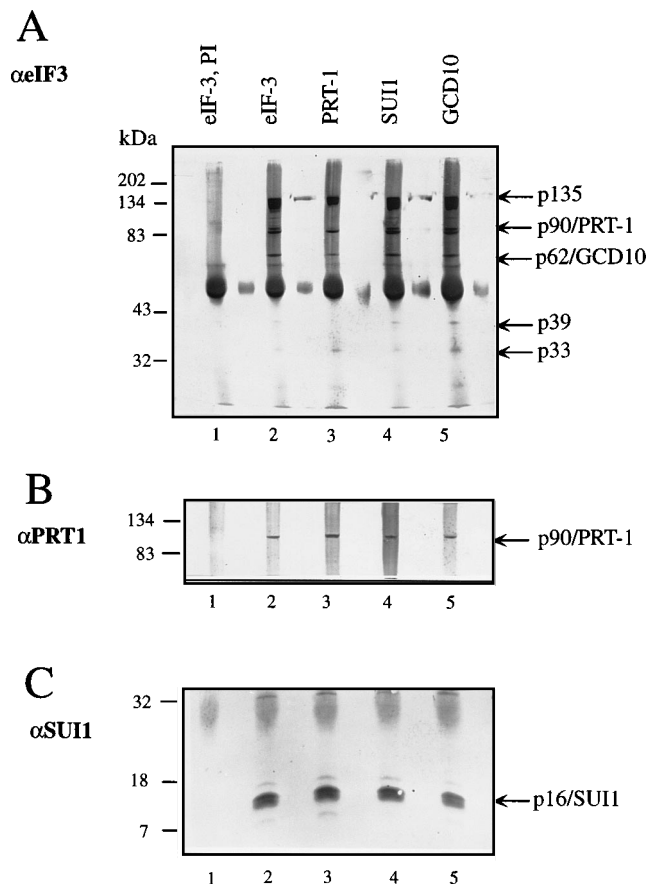 A
αeIF3
eIF-3, PI
eIF-3
PRT-1
SUI1
GCD10
kDa
202
134
83
43
32
p135
p90/PRT-1
p62/GCD10
p39
p33
1 2 3 4 5
B
αPRT1
134
83
p90/PRT-1
1 2 3 4 5
C
αSUI1
32
18
7
p16/SUI1
1 2 3 4 5